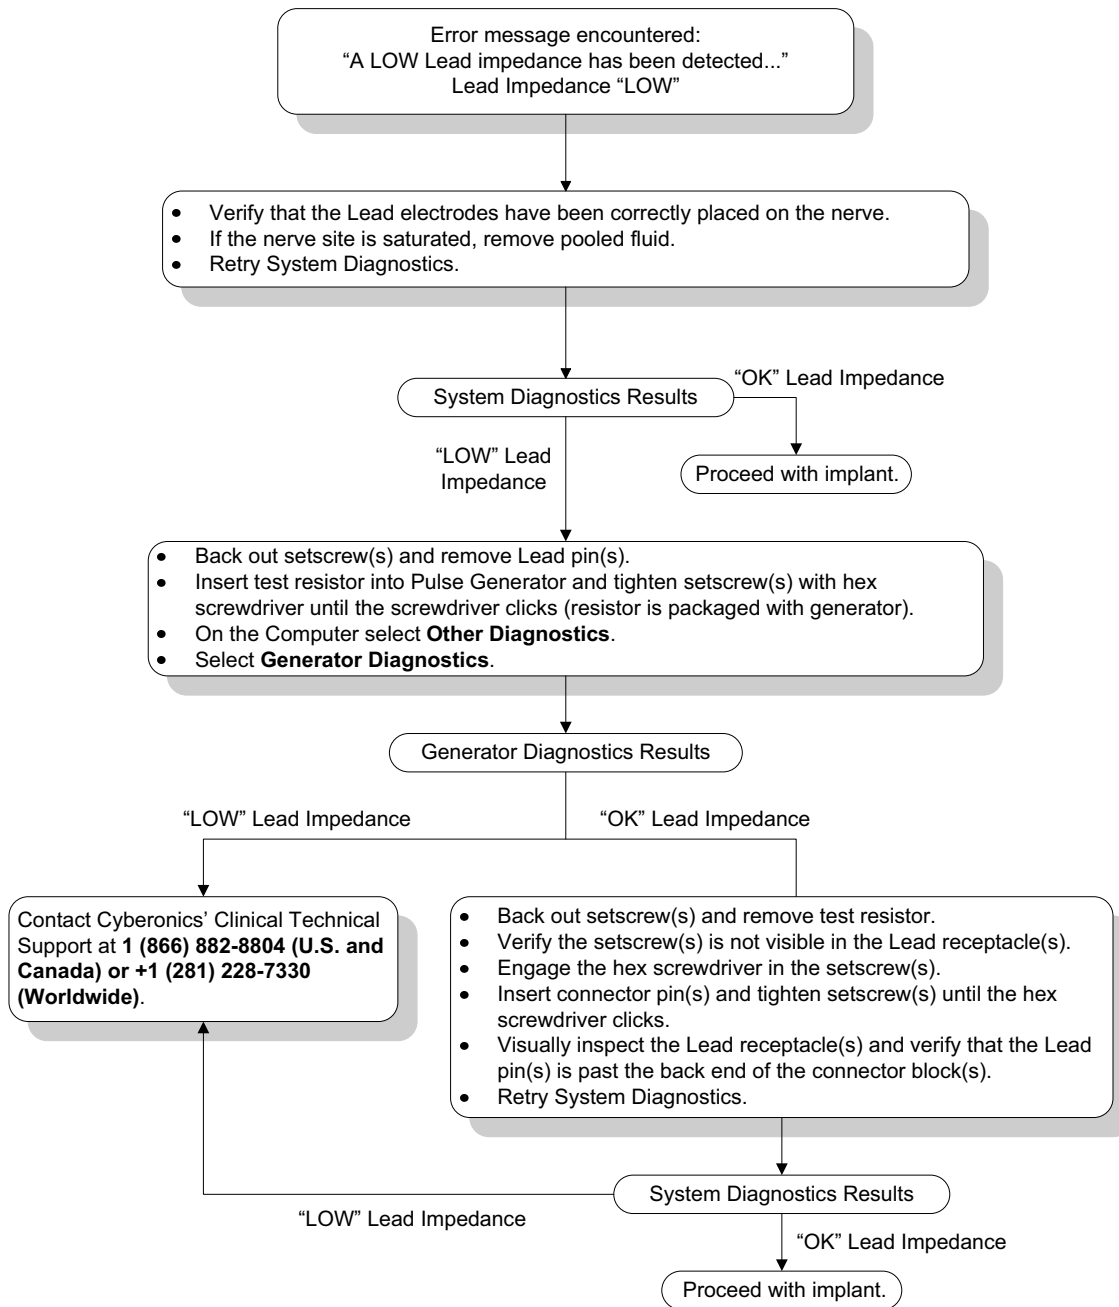 Error message encountered:
“A LOW Lead impedance has been detected...”
Lead Impedance “LOW”
• Verify that the Lead electrodes have been correctly placed on the nerve.
• If the nerve site is saturated, remove pooled fluid.
• Retry System Diagnostics.
System Diagnostics Results
“OK” Lead Impedance
“LOW” Lead
Impedance
Proceed with implant.
• Back out setscrew(s) and remove Lead pin(s).
• Insert test resistor into Pulse Generator and tighten setscrew(s) with hex
screwdriver until the screwdriver clicks (resistor is packaged with generator).
• On the Computer select Other Diagnostics.
• Select Generator Diagnostics.
Generator Diagnostics Results
“LOW” Lead Impedance
“OK” Lead Impedance
Contact Cyberonics’ Clinical Technical
Support at 1 (866) 882-8804 (U.S. and
Canada) or +1 (281) 228-7330
(Worldwide).
• Back out setscrew(s) and remove test resistor.
• Verify the setscrew(s) is not visible in the Lead receptacle(s).
• Engage the hex screwdriver in the setscrew(s).
• Insert connector pin(s) and tighten setscrew(s) until the hex
screwdriver clicks.
• Visually inspect the Lead receptacle(s) and verify that the Lead
pin(s) is past the back end of the connector block(s).
• Retry System Diagnostics.
System Diagnostics Results
“LOW” Lead Impedance
“OK” Lead Impedance
Proceed with implant.